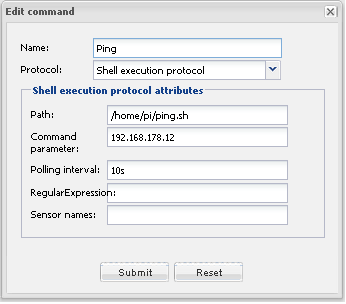 Edit command
Name: Ping
Protocol: Shell execution protocol
Shell execution protocol attributes
Path: /home/pi/ping.sh
Command parameter: 192.168.178.12
Polling interval: 10s
RegularExpression:
Sensor names:
Submit Reset